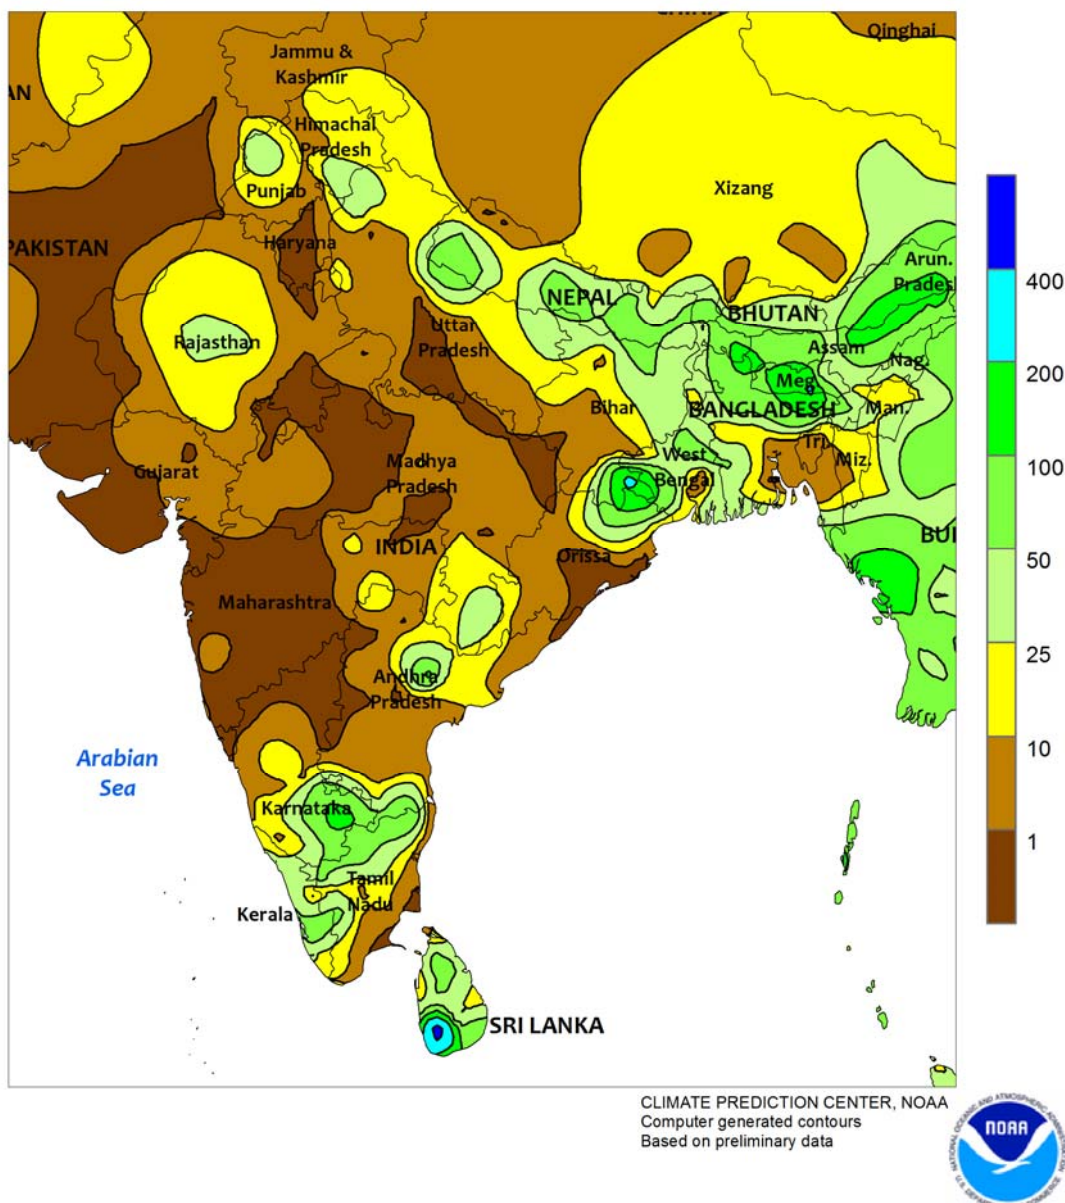 CHINA
Qinghai
Jammu &
Kashmir
AN
Himachal
Pradesh
Punjab
Xizang
PAKISTAN
Haryana
Arun.
Pradesh
NEPAL
BHUTAN
400
Rajasthan
Uttar
Pradesh
Assam
Nag.
200
Meg.
Bihar
BANGLADESH
Man.
Gujarat
Madhya
Pradesh
West
Bengal
Tri.
Miz.
100
INDIA
Orissa
BUR
50
Maharashtra
25
Andhra
Pradesh
10
Arabian
Sea
Karnataka
1
Tamil
Nadu
Kerala
SRI LANKA
CLIMATE PREDICTION CENTER, NOAA
Computer generated contours
Based on preliminary data
NOAA